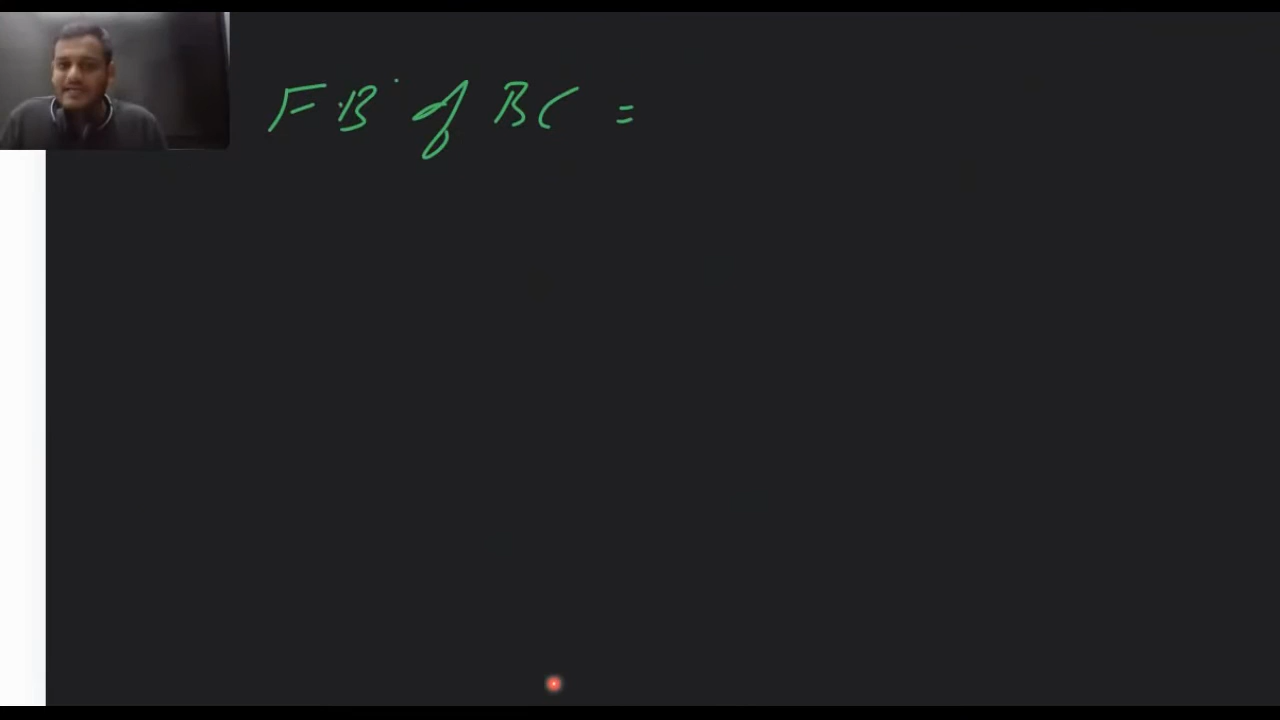 F.B. of BC =